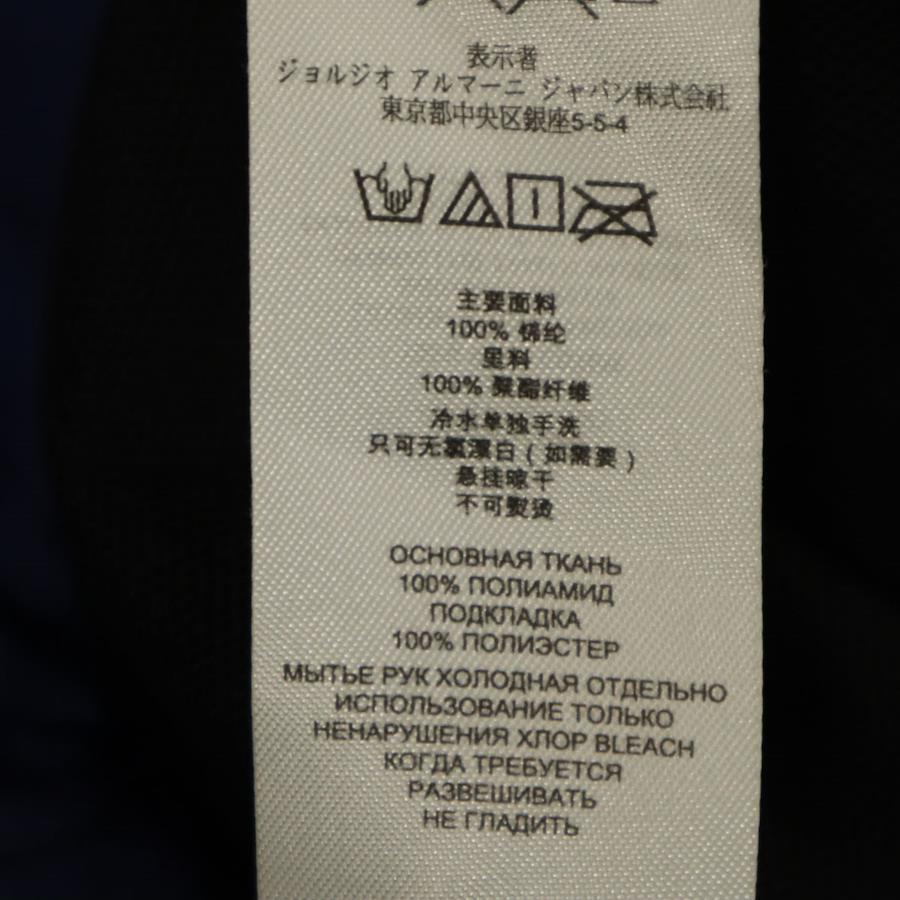 表示者
ジョルジオ アルマーニ ジャパン株式会社
東京都中央区銀座5-5-4
主要面料
100% 锦纶
里料
100% 聚酯纤维
冷水单独手洗
只可无氯漂白(如需要)
悬挂晾干
不可熨烫
ОСНОВНАЯ ТКАНЬ
100% ПОЛИАМИД
ПОДКЛАДКА
100% ПОЛИЭСТЕР
МЫТЬЕ РУК ХОЛОДНАЯ ОТДЕЛЬНО
ИСПОЛЬЗОВАНИЕ ТОЛЬКО
НЕНАРУШЕНИЯ ХЛОР BLEACH
КОГДА ТРЕБУЕТСЯ
РАЗВЕШИВАТЬ
НЕ ГЛАДИТЬ